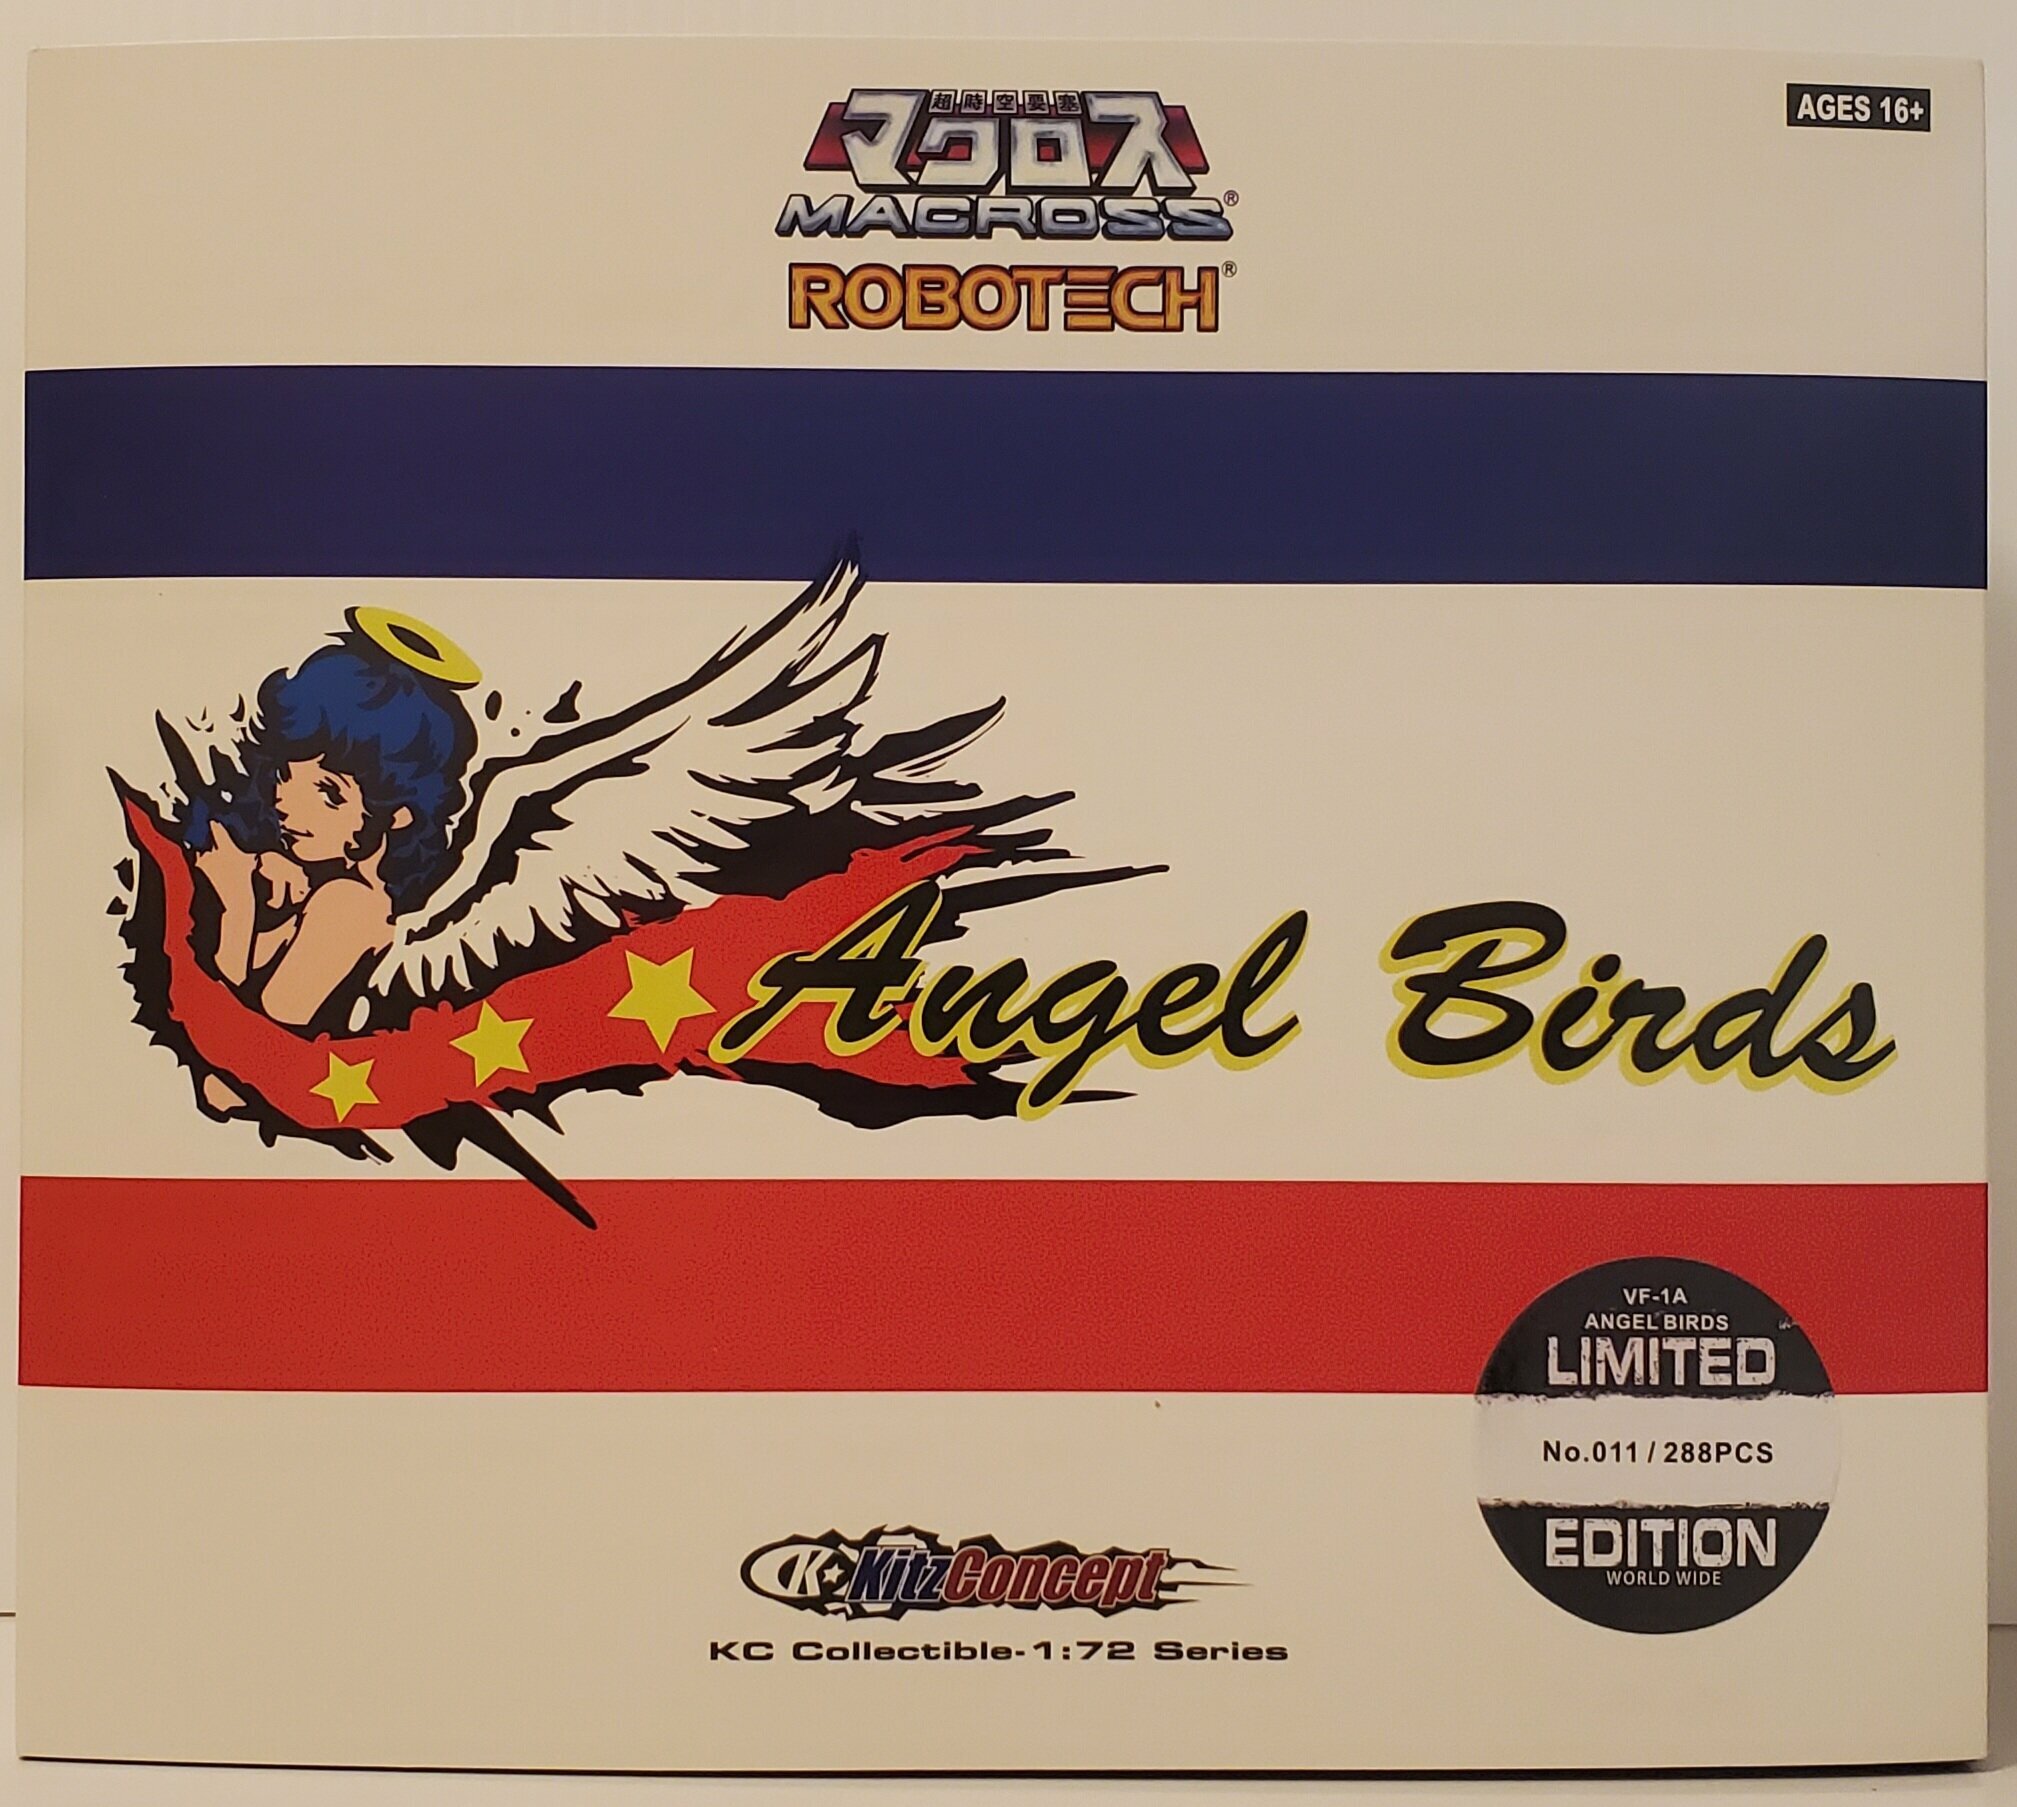 AGES 16+
超時空要塞
マクロス
MACROSS®
ROBOTECH®
Angel Birds
VF-1A
ANGEL BIRDS
LIMITED
No.011 / 288PCS
EDITION
WORLD WIDE
K KitzConcept
KC Collectible-1:72 Series